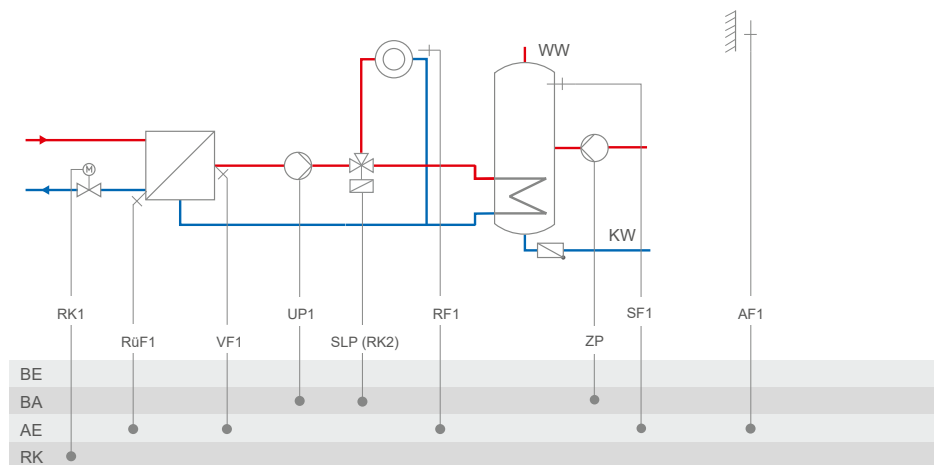 WW
M
KW
RK1
UP1
RF1
SF1
AF1
RüF1
VF1
SLP (RK2)
ZP
BE
BA
AE
RK